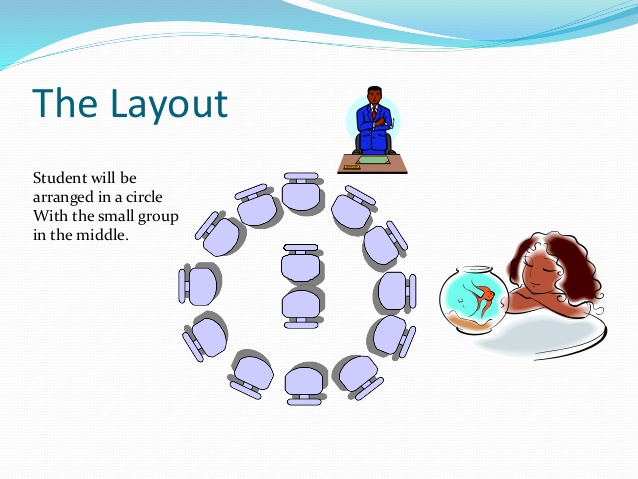 The Layout
Student will be
arranged in a circle
With the small group
in the middle.